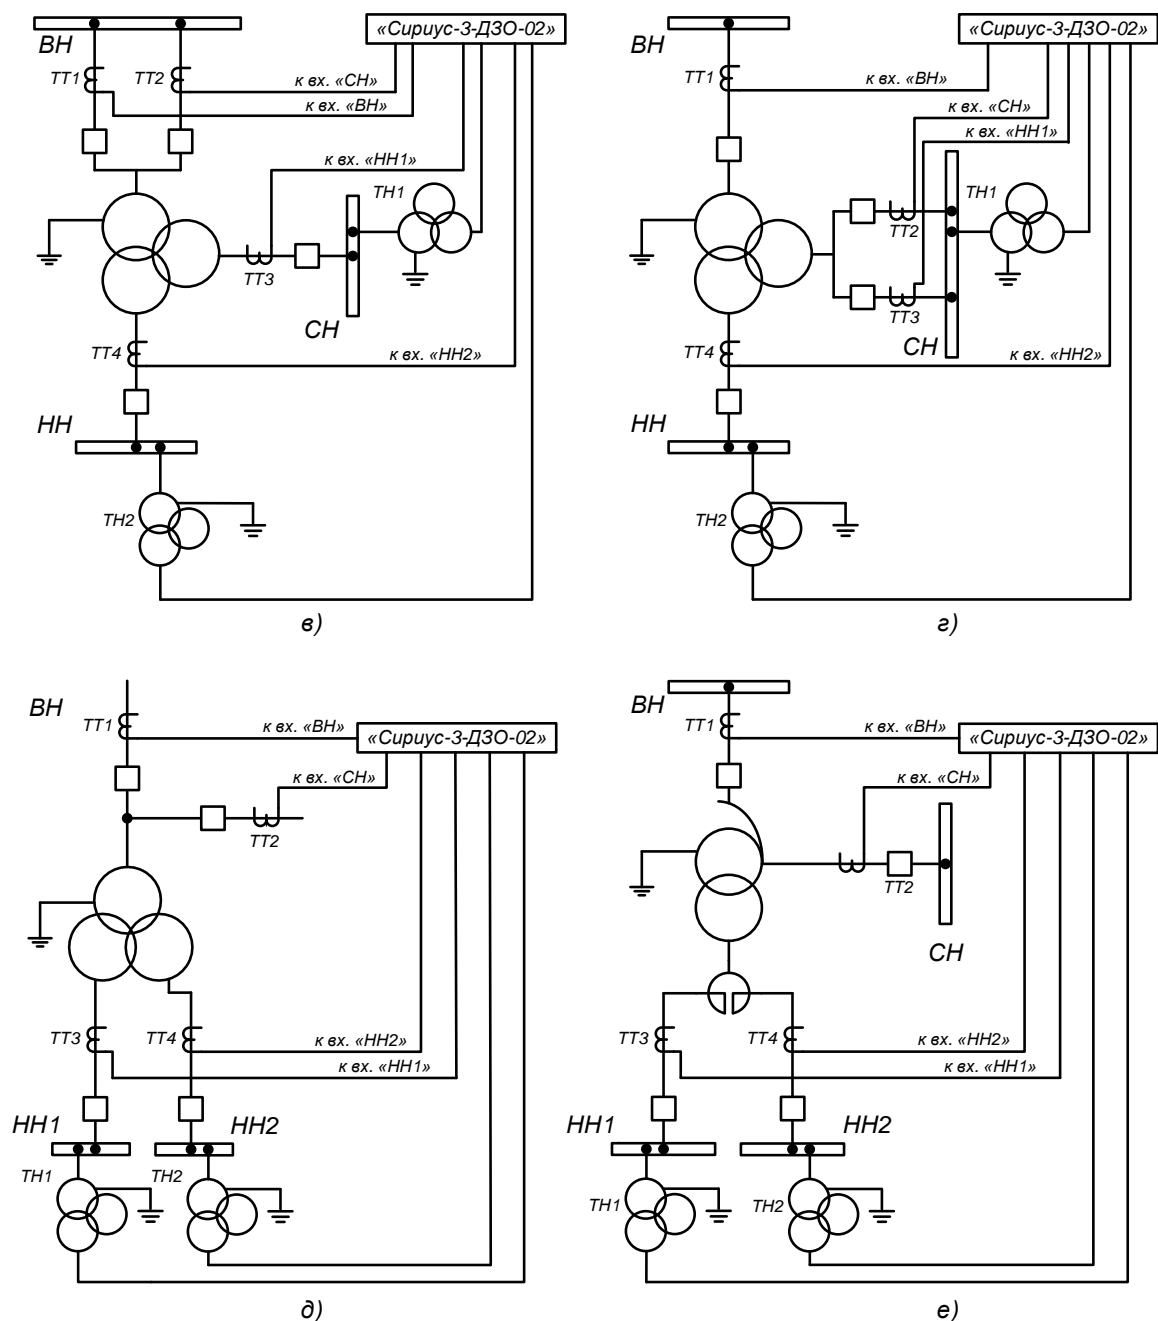 ВН
«Сириус-3-ДЗО-02»
ТТ1
ТТ2
к вх. «СН»
к вх. «ВН»
к вх. «НН1»
ТН1
ТТ3
СН
ТТ4
к вх. «НН2»
НН
ТН2
в)
ВН
«Сириус-3-ДЗО-02»
ТТ1
к вх. «ВН»
к вх. «СН»
к вх. «НН1»
ТН1
ТТ2
ТТ3
СН
ТТ4
к вх. «НН2»
НН
ТН2
г)
ВН
ТТ1
к вх. «ВН»
«Сириус-3-ДЗО-02»
к вх. «СН»
ТТ2
ТТ3
ТТ4
к вх. «НН2»
к вх. «НН1»
НН1
НН2
ТН1
ТН2
д)
ВН
ТТ1
к вх. «ВН»
«Сириус-3-ДЗО-02»
к вх. «СН»
ТТ2
СН
ТТ3
ТТ4
к вх. «НН2»
к вх. «НН1»
НН1
НН2
ТН1
ТН2
е)